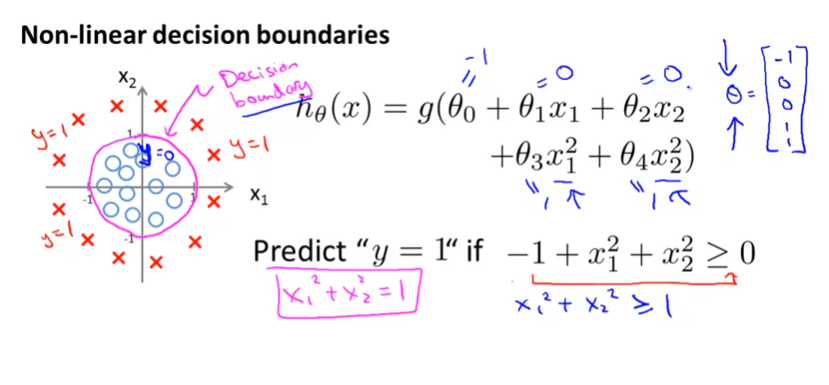 Non-linear decision boundaries
x₂
Decision
boundary
-1
=
= 0
= 0
hθ(x) = g(θ₀ + θ₁x₁ + θ₂x₂
+θ₃x₁² + θ₄x₂²)
" 1 ↑
" 1 ↑
↓
θ = [-1 0 0 1 1]
↑
y=1
1
y=0
y=1
-1
1
x₁
y=1
-1
Predict “y = 1“ if −1 + x₁² + x₂² ≥ 0
x₁² + x₂² = 1
x₁² + x₂² ≥ 1